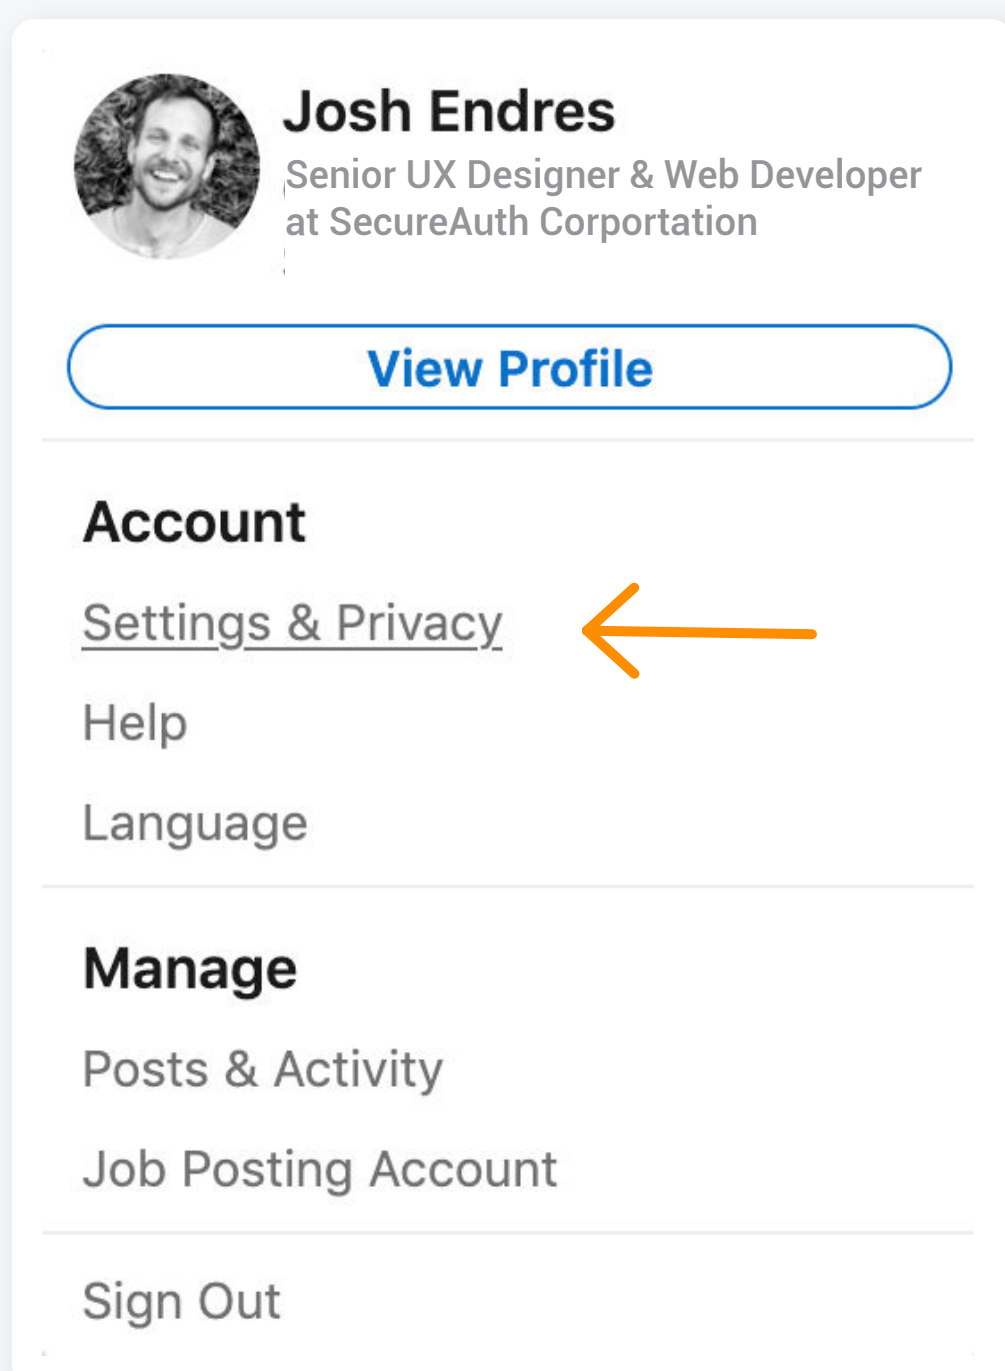 Josh Endres
Senior UX Designer & Web Developer
at SecureAuth Corportation
View Profile
Account
Settings & Privacy
Help
Language
Manage
Posts & Activity
Job Posting Account
Sign Out